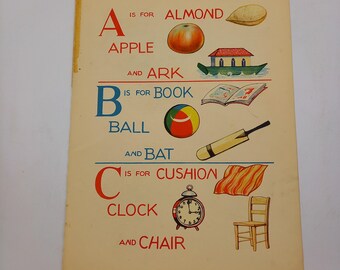 A IS FOR ALMOND
APPLE
AND ARK
B IS FOR BOOK
BALL
AND BAT
C IS FOR CUSHION
CLOCK
AND CHAIR